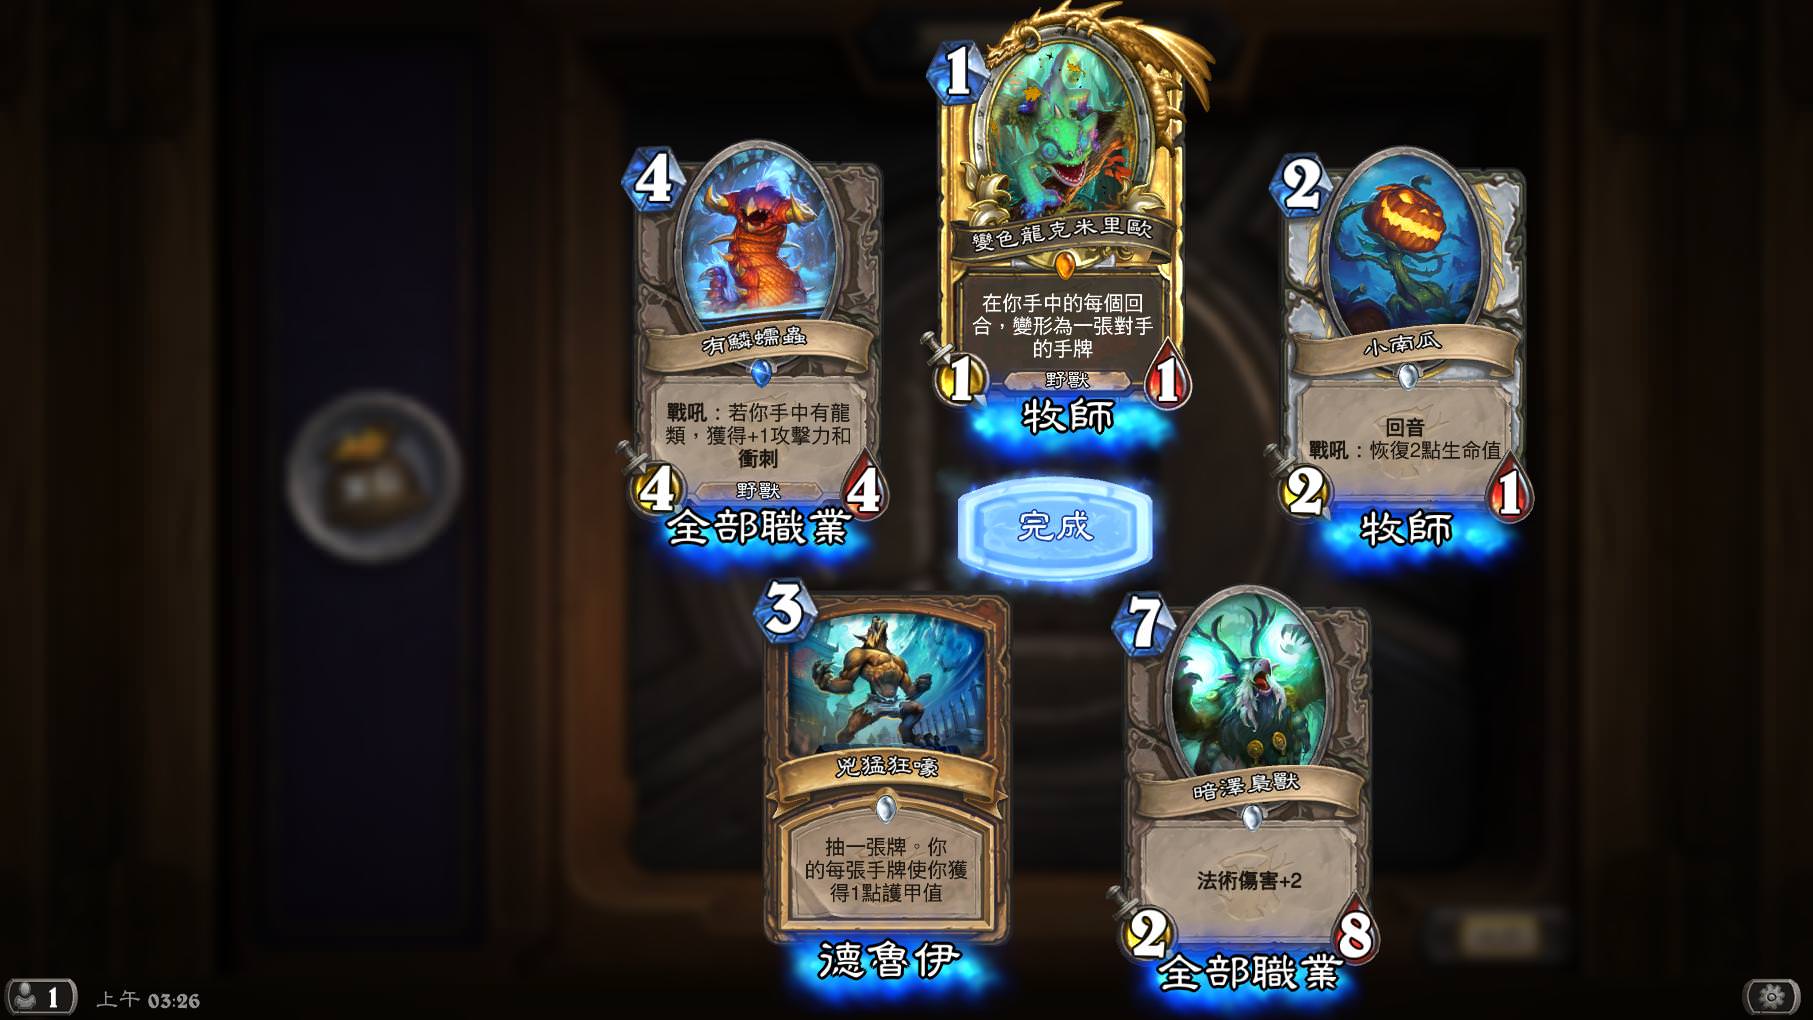 1
變色龍克米里歐
在你手中的每個回
合，變形為一張對手
的手牌
1
野獸
1
牧師
4
有鱗蠕蟲
戰吼：若你手中有龍
類，獲得+1攻擊力和
衝刺
4
野獸
4
全部職業
2
小南瓜
回音
戰吼：恢復2點生命值
2
1
牧師
完成
3
兇猛狂嚎
抽一張牌。你
的每張手牌使你獲
得1點護甲值
德魯伊
7
暗澤梟獸
法術傷害+2
2
8
全部職業
1
上午 03:26